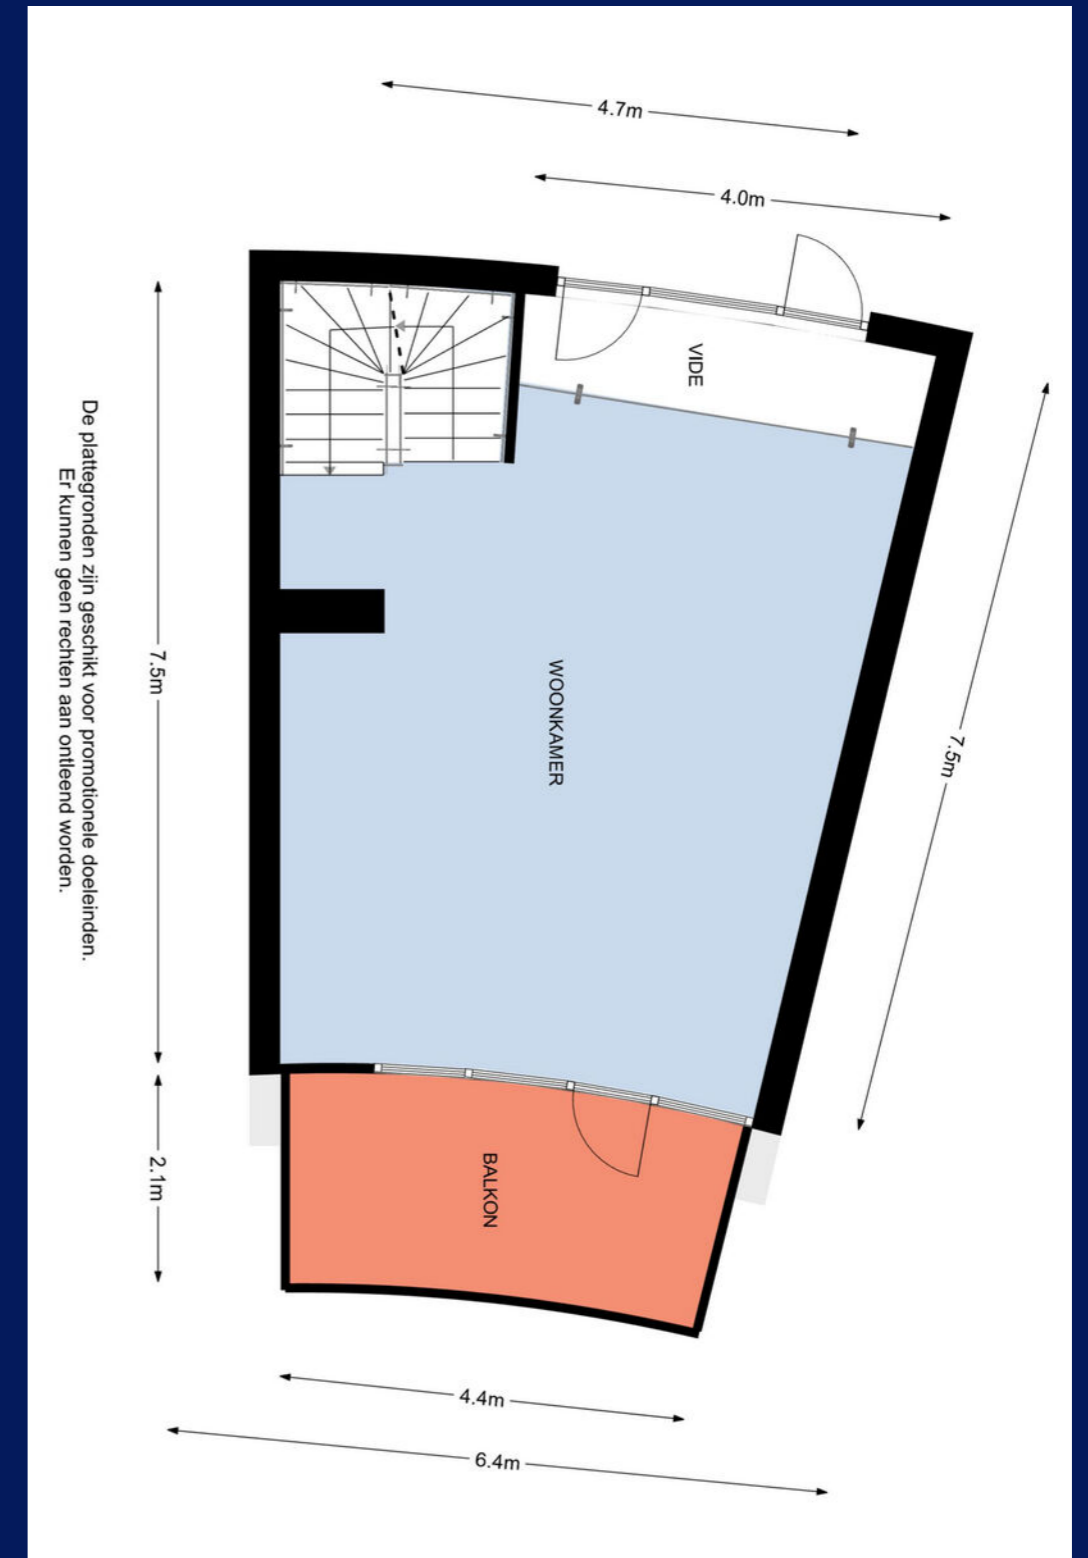 4.7m
4.0m
VIDE
De plattegronden zijn geschikt voor promotionele doeleinden.
Er kunnen geen rechten aan ontleend worden.
7.5m
WOONKAMER
7.5m
2.1m
BALKON
4.4m
6.4m